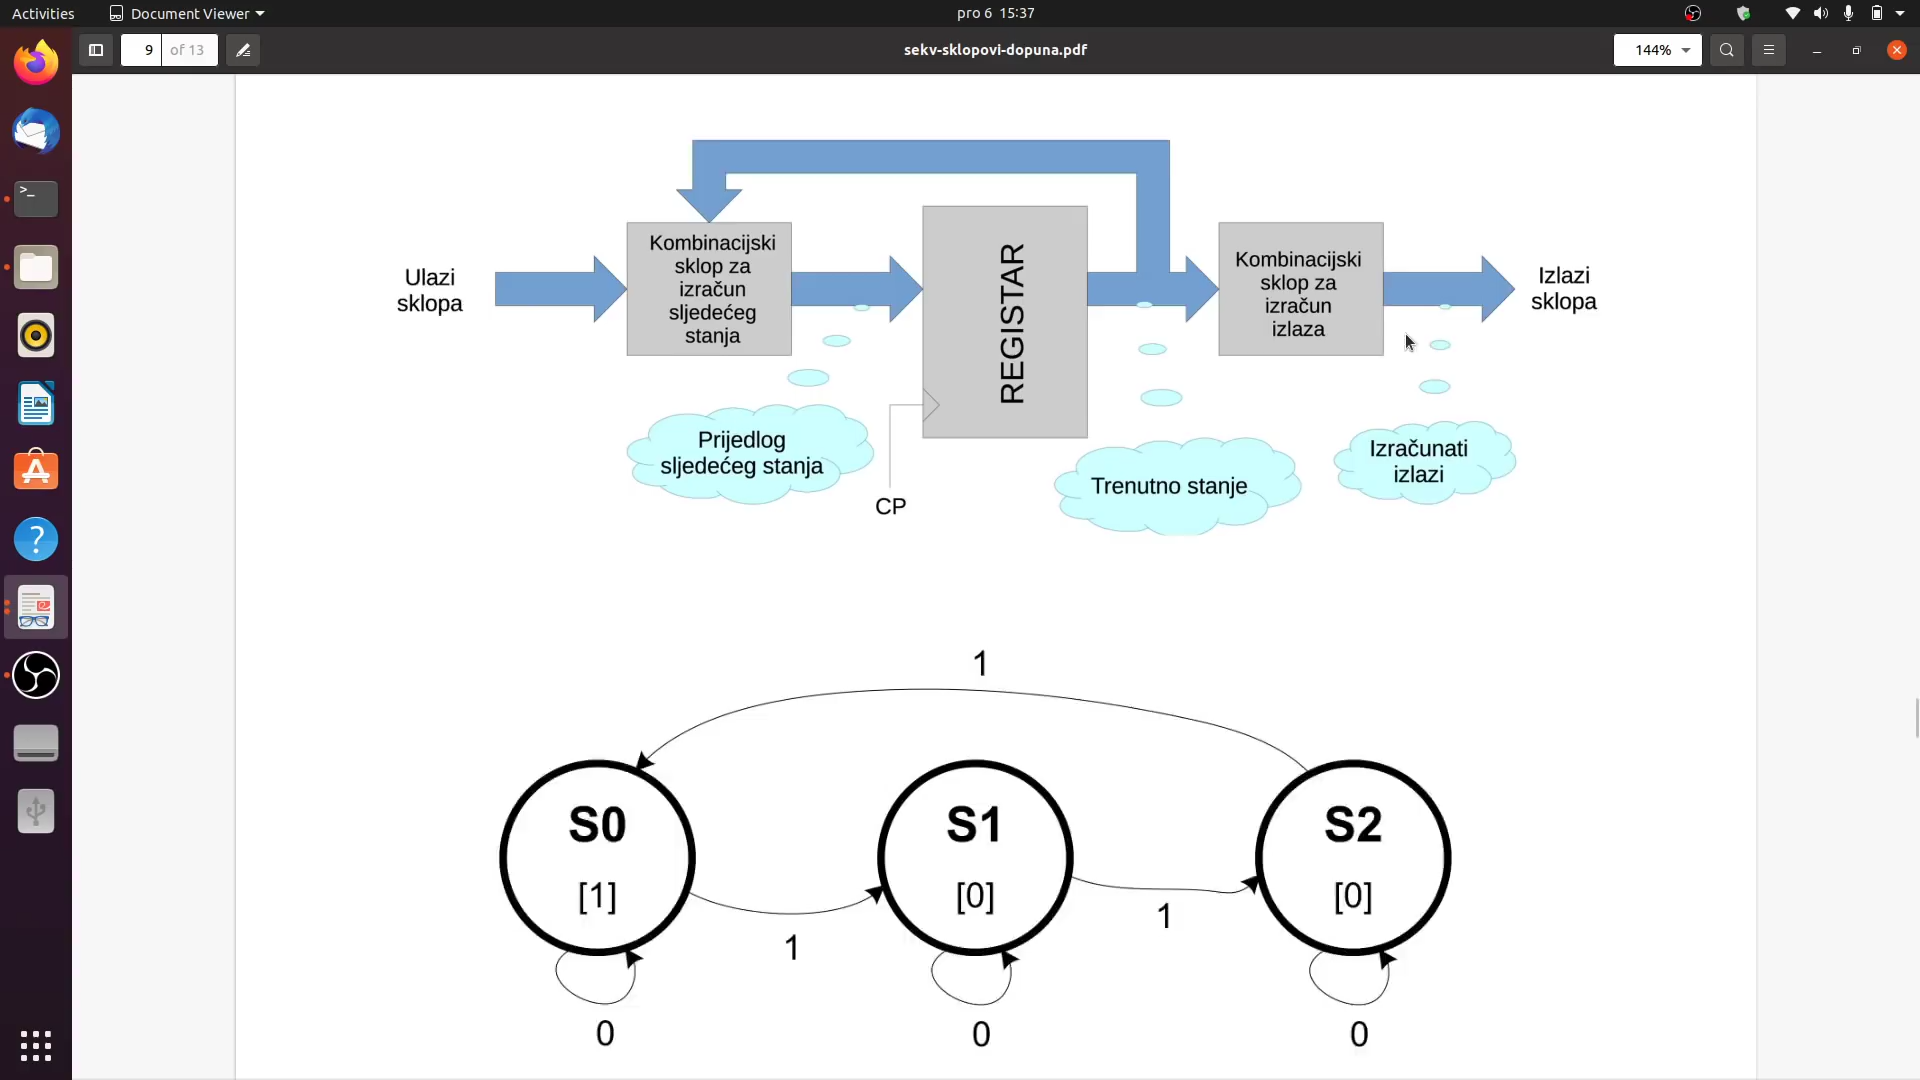 Activities
Document Viewer
pro 6 15:37
9
of 13
sekv-sklopovi-dopuna.pdf
144%
Ulazi
sklopa
Kombinacijski
sklop za
izračun
sljedećeg
stanja
REGISTAR
Kombinacijski
sklop za
izračun
izlaza
Izlazi
sklopa
Prijedlog
sljedećeg stanja
CP
Trenutno stanje
Izračunati
izlazi
1
S0
[1]
S1
[0]
S2
[0]
1
1
0
0
0